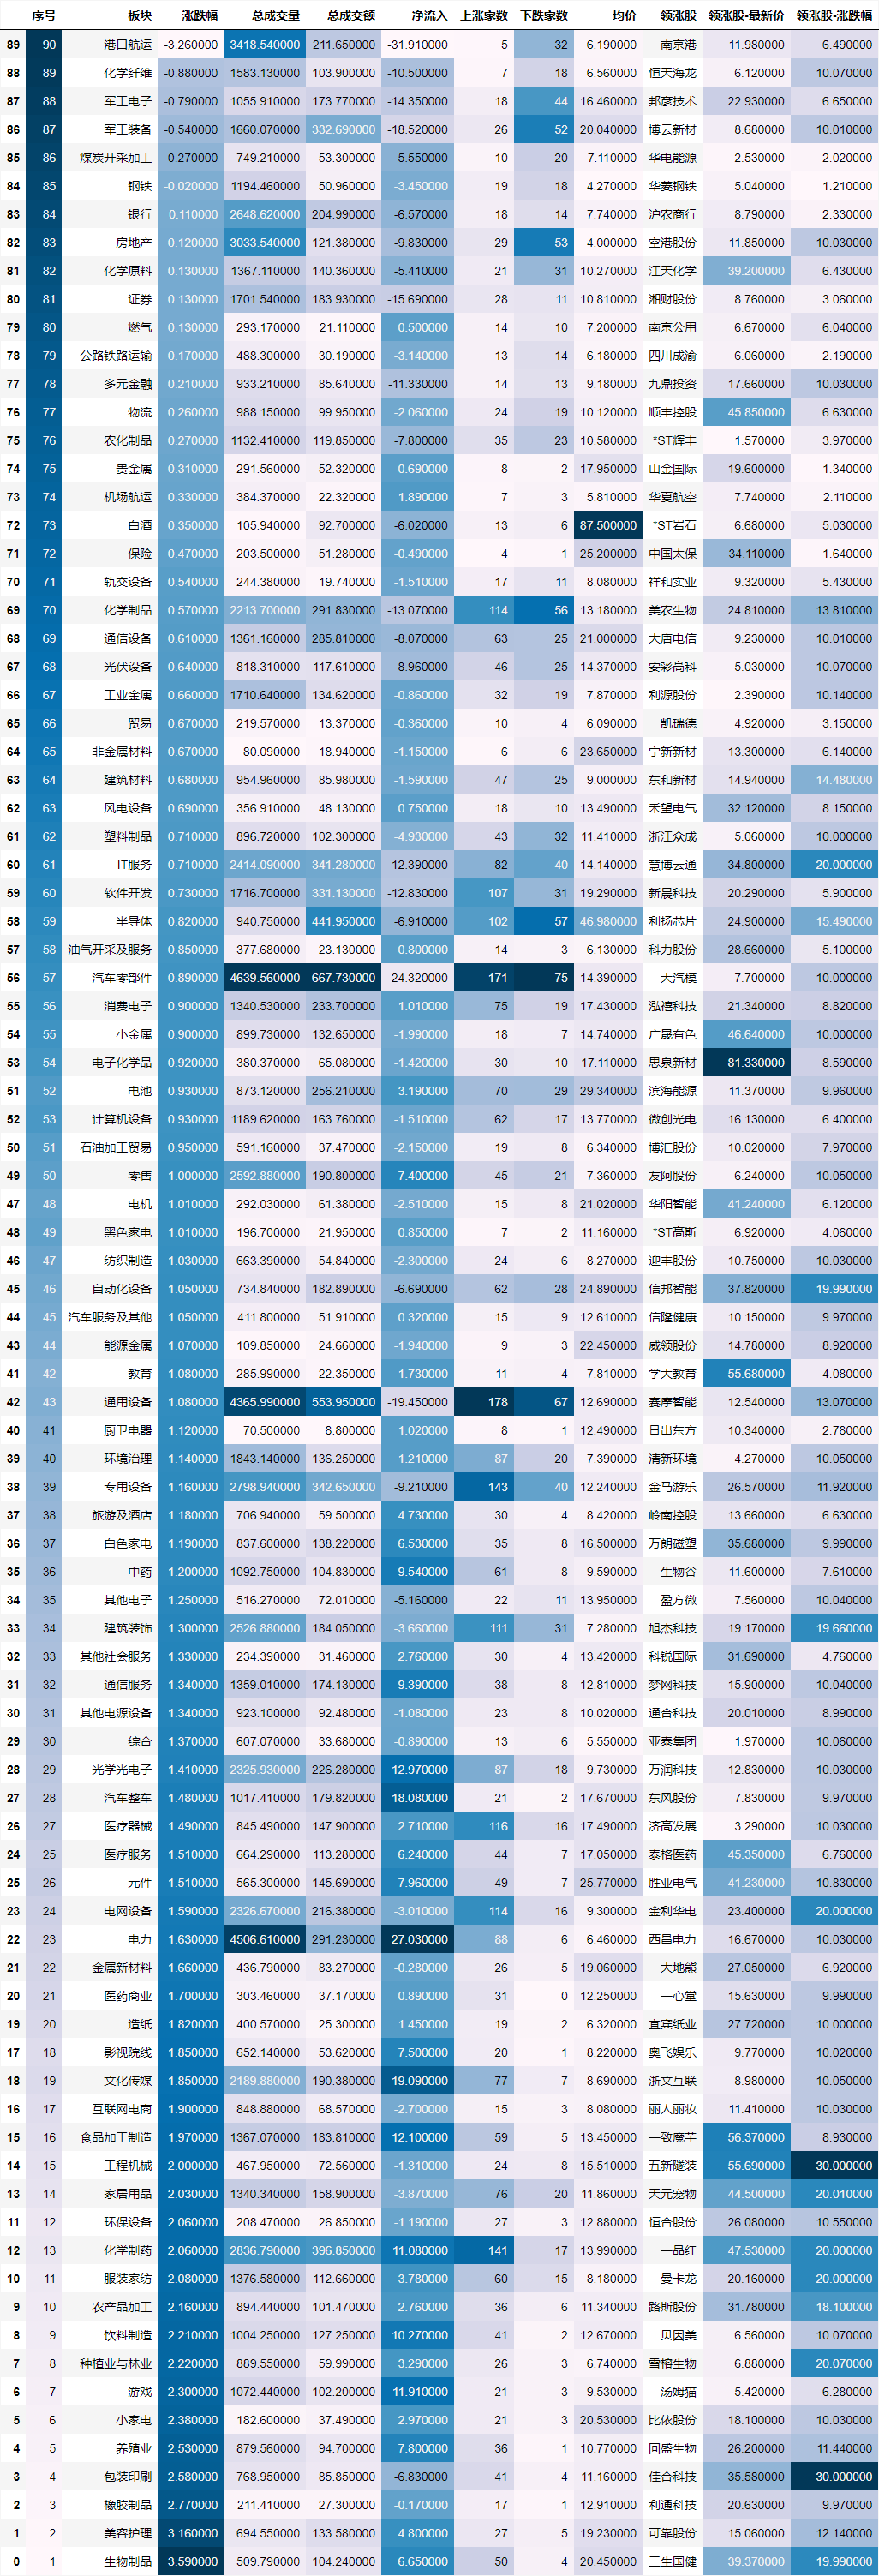 序号 板块 涨跌幅 总成交量 总成交额 净流入 上涨家数 下跌家数 均价 领涨股 领涨股-最新价 领涨股-涨跌幅
89 90 港口航运 -3.260000 3418.540000 211.650000 -31.910000 5 32 6.190000 南京港 11.980000 6.490000
88 89 化学纤维 -0.880000 1583.130000 103.900000 -10.500000 7 18 6.560000 恒天海龙 6.120000 10.070000
87 88 军工电子 -0.790000 1055.910000 173.770000 -14.350000 18 44 16.460000 邦彦技术 22.930000 6.650000
86 87 军工装备 -0.540000 1660.070000 332.690000 -18.520000 26 52 20.040000 博云新材 8.680000 10.010000
85 86 煤炭开采加工 -0.270000 749.210000 53.300000 -5.550000 10 20 7.110000 华电能源 2.530000 2.020000
84 85 钢铁 -0.020000 1194.460000 50.960000 -3.450000 19 18 4.270000 华菱钢铁 5.040000 1.210000
83 84 银行 0.110000 2648.620000 204.990000 -6.570000 18 14 7.740000 沪农商行 8.790000 2.330000
82 83 房地产 0.120000 3033.540000 121.380000 -9.830000 29 53 4.000000 空港股份 11.850000 10.030000
81 82 化学原料 0.130000 1367.110000 140.360000 -5.410000 21 31 10.270000 江天化学 39.200000 6.430000
80 81 证券 0.130000 1701.540000 183.930000 -15.690000 28 11 10.810000 湘财股份 8.760000 3.060000
79 80 燃气 0.130000 293.170000 21.110000 0.500000 14 10 7.200000 南京公用 6.670000 6.040000
78 79 公路铁路运输 0.170000 488.300000 30.190000 -3.140000 13 14 6.180000 四川成渝 6.060000 2.190000
77 78 多元金融 0.210000 933.210000 85.640000 -11.330000 14 13 9.180000 九鼎投资 17.660000 10.030000
76 77 物流 0.260000 988.150000 99.950000 -2.060000 24 19 10.120000 顺丰控股 45.850000 6.630000
75 76 农化制品 0.270000 1132.410000 119.850000 -7.800000 35 23 10.580000 *ST辉丰 1.570000 3.970000
74 75 贵金属 0.310000 291.560000 52.320000 0.690000 8 2 17.950000 山金国际 19.600000 1.340000
73 74 机场航运 0.330000 384.370000 22.320000 1.890000 7 3 5.810000 华夏航空 7.740000 2.110000
72 73 白酒 0.350000 105.940000 92.700000 -6.020000 13 6 87.500000 *ST岩石 6.680000 5.030000
71 72 保险 0.470000 203.500000 51.280000 -0.490000 4 1 25.200000 中国太保 34.110000 1.640000
70 71 轨交设备 0.540000 244.380000 19.740000 -1.510000 17 11 8.080000 祥和实业 9.320000 5.430000
69 70 化学制品 0.570000 2213.700000 291.830000 -13.070000 114 56 13.180000 美农生物 24.810000 13.810000
68 69 通信设备 0.610000 1361.160000 285.810000 -8.070000 63 25 21.000000 大唐电信 9.230000 10.010000
67 68 光伏设备 0.640000 818.310000 117.610000 -8.960000 46 25 14.370000 安彩高科 5.030000 10.070000
66 67 工业金属 0.660000 1710.640000 134.620000 -0.860000 32 19 7.870000 利源股份 2.390000 10.140000
65 66 贸易 0.670000 219.570000 13.370000 -0.360000 10 4 6.090000 凯瑞德 4.920000 3.150000
64 65 非金属材料 0.670000 80.090000 18.940000 -1.150000 6 6 23.650000 宁新新材 13.300000 6.140000
63 64 建筑材料 0.680000 954.960000 85.980000 -1.590000 47 25 9.000000 东和新材 14.940000 14.480000
62 63 风电设备 0.690000 356.910000 48.130000 0.750000 18 10 13.490000 禾望电气 32.120000 8.150000
61 62 塑料制品 0.710000 896.720000 102.300000 -4.930000 43 32 11.410000 浙江众成 5.060000 10.000000
60 61 IT服务 0.710000 2414.090000 341.280000 -12.390000 82 40 14.140000 慧博云通 34.800000 20.000000
59 60 软件开发 0.730000 1716.700000 331.130000 -12.830000 107 31 19.290000 新晨科技 20.290000 5.900000
58 59 半导体 0.820000 940.750000 441.950000 -6.910000 102 57 46.980000 利扬芯片 24.900000 15.490000
57 58 油气开采及服务 0.850000 377.680000 23.130000 0.800000 14 3 6.130000 科力股份 28.660000 5.100000
56 57 汽车零部件 0.890000 4639.560000 667.730000 -24.320000 171 75 14.390000 天汽模 7.700000 10.000000
55 56 消费电子 0.900000 1340.530000 233.700000 1.010000 75 19 17.430000 泓禧科技 21.340000 8.820000
54 55 小金属 0.900000 899.730000 132.650000 -1.990000 18 7 14.740000 广晟有色 46.640000 10.000000
53 54 电子化学品 0.920000 380.370000 65.080000 -1.420000 30 10 17.110000 思泉新材 81.330000 8.590000
51 52 电池 0.930000 873.120000 256.210000 3.190000 70 29 29.340000 滨海能源 11.370000 9.960000
52 53 计算机设备 0.930000 1189.620000 163.760000 -1.510000 62 17 13.770000 微创光电 16.130000 6.400000
50 51 石油加工贸易 0.950000 591.160000 37.470000 -2.150000 19 8 6.340000 博汇股份 10.020000 7.970000
49 50 零售 1.000000 2592.880000 190.800000 7.400000 45 21 7.360000 友阿股份 6.240000 10.050000
47 48 电机 1.010000 292.030000 61.380000 -2.510000 15 8 21.020000 华阳智能 41.240000 6.120000
48 49 黑色家电 1.010000 196.700000 21.950000 0.850000 7 2 11.160000 *ST高斯 6.920000 4.060000
46 47 纺织制造 1.030000 663.390000 54.840000 -2.300000 24 6 8.270000 迎丰股份 10.750000 10.030000
45 46 自动化设备 1.050000 734.840000 182.890000 -6.690000 62 28 24.890000 信邦智能 37.820000 19.990000
44 45 汽车服务及其他 1.050000 411.800000 51.910000 0.320000 15 9 12.610000 信隆健康 10.150000 9.970000
43 44 能源金属 1.070000 109.850000 24.660000 -1.940000 9 3 22.450000 威领股份 14.780000 8.920000
41 42 教育 1.080000 285.990000 22.350000 1.730000 11 4 7.810000 学大教育 55.680000 4.080000
42 43 通用设备 1.080000 4365.990000 553.950000 -19.450000 178 67 12.690000 赛摩智能 12.540000 13.070000
40 41 厨卫电器 1.120000 70.500000 8.800000 1.020000 8 1 12.490000 日出东方 10.340000 2.780000
39 40 环境治理 1.140000 1843.140000 136.250000 1.210000 87 20 7.390000 清新环境 4.270000 10.050000
38 39 专用设备 1.160000 2798.940000 342.650000 -9.210000 143 40 12.240000 金马游乐 26.570000 11.920000
37 38 旅游及酒店 1.180000 706.940000 59.500000 4.730000 30 4 8.420000 岭南控股 13.660000 6.630000
36 37 白色家电 1.190000 837.600000 138.220000 6.530000 35 8 16.500000 万朗磁塑 35.680000 9.990000
35 36 中药 1.200000 1092.750000 104.830000 9.540000 61 8 9.590000 生物谷 11.600000 7.610000
34 35 其他电子 1.250000 516.270000 72.010000 -5.160000 22 11 13.950000 盈方微 7.560000 10.040000
33 34 建筑装饰 1.300000 2526.880000 184.050000 -3.660000 111 31 7.280000 旭杰科技 19.170000 19.660000
32 33 其他社会服务 1.330000 234.390000 31.460000 2.760000 30 4 13.420000 科锐国际 31.690000 4.760000
31 32 通信服务 1.340000 1359.010000 174.130000 9.390000 38 8 12.810000 梦网科技 15.900000 10.040000
30 31 其他电源设备 1.340000 923.100000 92.480000 -1.080000 23 8 10.020000 通合科技 20.010000 8.990000
29 30 综合 1.370000 607.070000 33.680000 -0.890000 13 6 5.550000 亚泰集团 1.970000 10.060000
28 29 光学光电子 1.410000 2325.930000 226.280000 12.970000 87 18 9.730000 万润科技 12.830000 10.030000
27 28 汽车整车 1.480000 1017.410000 179.820000 18.080000 21 2 17.670000 东风股份 7.830000 9.970000
26 27 医疗器械 1.490000 845.490000 147.900000 2.710000 116 16 17.490000 济高发展 3.290000 10.030000
24 25 医疗服务 1.510000 664.290000 113.280000 6.240000 44 7 17.050000 泰格医药 45.350000 6.760000
25 26 元件 1.510000 565.300000 145.690000 7.960000 49 7 25.770000 胜业电气 41.230000 10.830000
23 24 电网设备 1.590000 2326.670000 216.380000 -3.010000 114 16 9.300000 金利华电 23.400000 20.000000
22 23 电力 1.630000 4506.610000 291.230000 27.030000 88 6 6.460000 西昌电力 16.670000 10.030000
21 22 金属新材料 1.660000 436.790000 83.270000 -0.280000 26 5 19.060000 大地熊 27.050000 6.920000
20 21 医药商业 1.700000 303.460000 37.170000 0.890000 31 0 12.250000 一心堂 15.630000 9.990000
19 20 造纸 1.820000 400.570000 25.300000 1.450000 19 2 6.320000 宜宾纸业 27.720000 10.000000
17 18 影视院线 1.850000 652.140000 53.620000 7.500000 20 1 8.220000 奥飞娱乐 9.770000 10.020000
18 19 文化传媒 1.850000 2189.880000 190.380000 19.090000 77 7 8.690000 浙文互联 8.980000 10.050000
16 17 互联网电商 1.900000 848.880000 68.570000 -2.700000 15 3 8.080000 丽人丽妆 11.410000 10.030000
15 16 食品加工制造 1.970000 1367.070000 183.810000 12.100000 59 5 13.450000 一致魔芋 56.370000 8.930000
14 15 工程机械 2.000000 467.950000 72.560000 -1.310000 24 8 15.510000 五新隧装 55.690000 30.000000
13 14 家居用品 2.030000 1340.340000 158.900000 -3.870000 76 20 11.860000 天元宠物 44.500000 20.010000
11 12 环保设备 2.060000 208.470000 26.850000 -1.190000 27 3 12.880000 恒合股份 26.080000 10.550000
12 13 化学制药 2.060000 2836.790000 396.850000 11.080000 141 17 13.990000 一品红 47.530000 20.000000
10 11 服装家纺 2.080000 1376.580000 112.660000 3.780000 60 15 8.180000 曼卡龙 20.160000 20.000000
9 10 农产品加工 2.160000 894.440000 101.470000 2.760000 36 6 11.340000 路斯股份 31.780000 18.100000
8 9 饮料制造 2.210000 1004.250000 127.250000 10.270000 41 2 12.670000 贝因美 6.560000 10.070000
7 8 种植业与林业 2.220000 889.550000 59.990000 3.290000 26 3 6.740000 雪榕生物 6.880000 20.070000
6 7 游戏 2.300000 1072.440000 102.200000 11.910000 21 3 9.530000 汤姆猫 5.420000 6.280000
5 6 小家电 2.380000 182.600000 37.490000 2.970000 21 3 20.530000 比依股份 18.100000 10.030000
4 5 养殖业 2.530000 879.560000 94.700000 7.800000 36 1 10.770000 回盛生物 26.200000 11.440000
3 4 包装印刷 2.580000 768.950000 85.850000 -6.830000 41 4 11.160000 佳合科技 35.580000 30.000000
2 3 橡胶制品 2.770000 211.410000 27.300000 -0.170000 17 1 12.910000 利通科技 20.630000 9.970000
1 2 美容护理 3.160000 694.550000 133.580000 4.800000 27 5 19.230000 可靠股份 15.060000 12.140000
0 1 生物制品 3.590000 509.790000 104.240000 6.650000 50 4 20.450000 三生国健 39.370000 19.990000